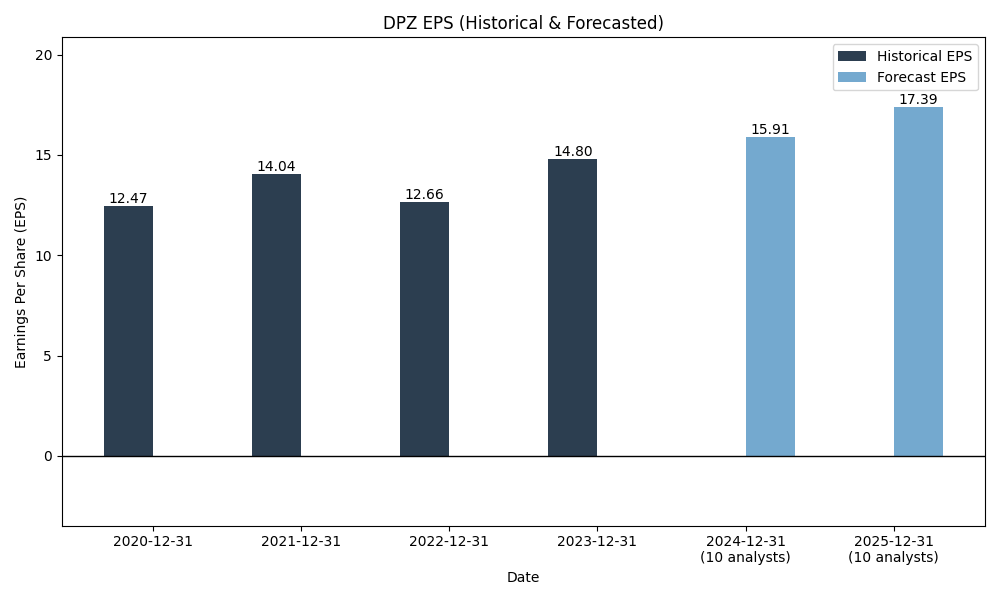 DPZ EPS (Historical & Forecasted)
Historical EPS
Forecast EPS
Earnings Per Share (EPS)
20
15
10
5
0
12.47
14.04
12.66
14.80
15.91
17.39
2020-12-31
2021-12-31
2022-12-31
2023-12-31
2024-12-31
(10 analysts)
2025-12-31
(10 analysts)
Date